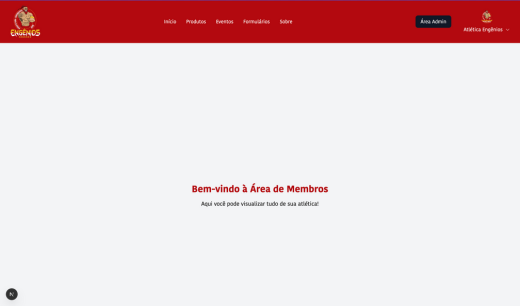 ENGÊNIOS
Início
Produtos
Eventos
Formulários
Sobre
Área Admin
Atlética Engênios
Bem-vindo à Área de Membros
Aqui você pode visualizar tudo de sua atlética!